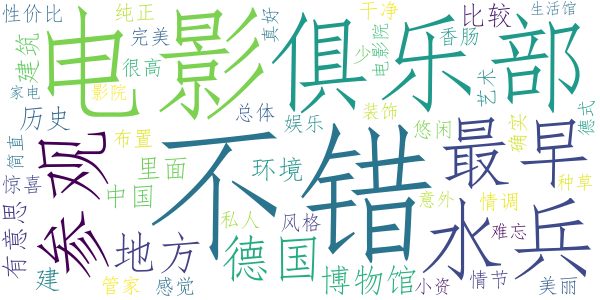 性价比 纯正 干净 比较 生活馆
建筑 电影 俱乐部
完美 真好 少 电影院 香肠 艺术
很高
家电 影院
历史 总体 装饰
布置 娱乐 悠闲 确实 德式
简直 参观 不错 最早
惊喜 里面 环境
中国 意外 情调 种草
有意思 地方 私人 风格 水兵
德国 难忘
建 博物馆
管家 感觉 小资 情节 美丽